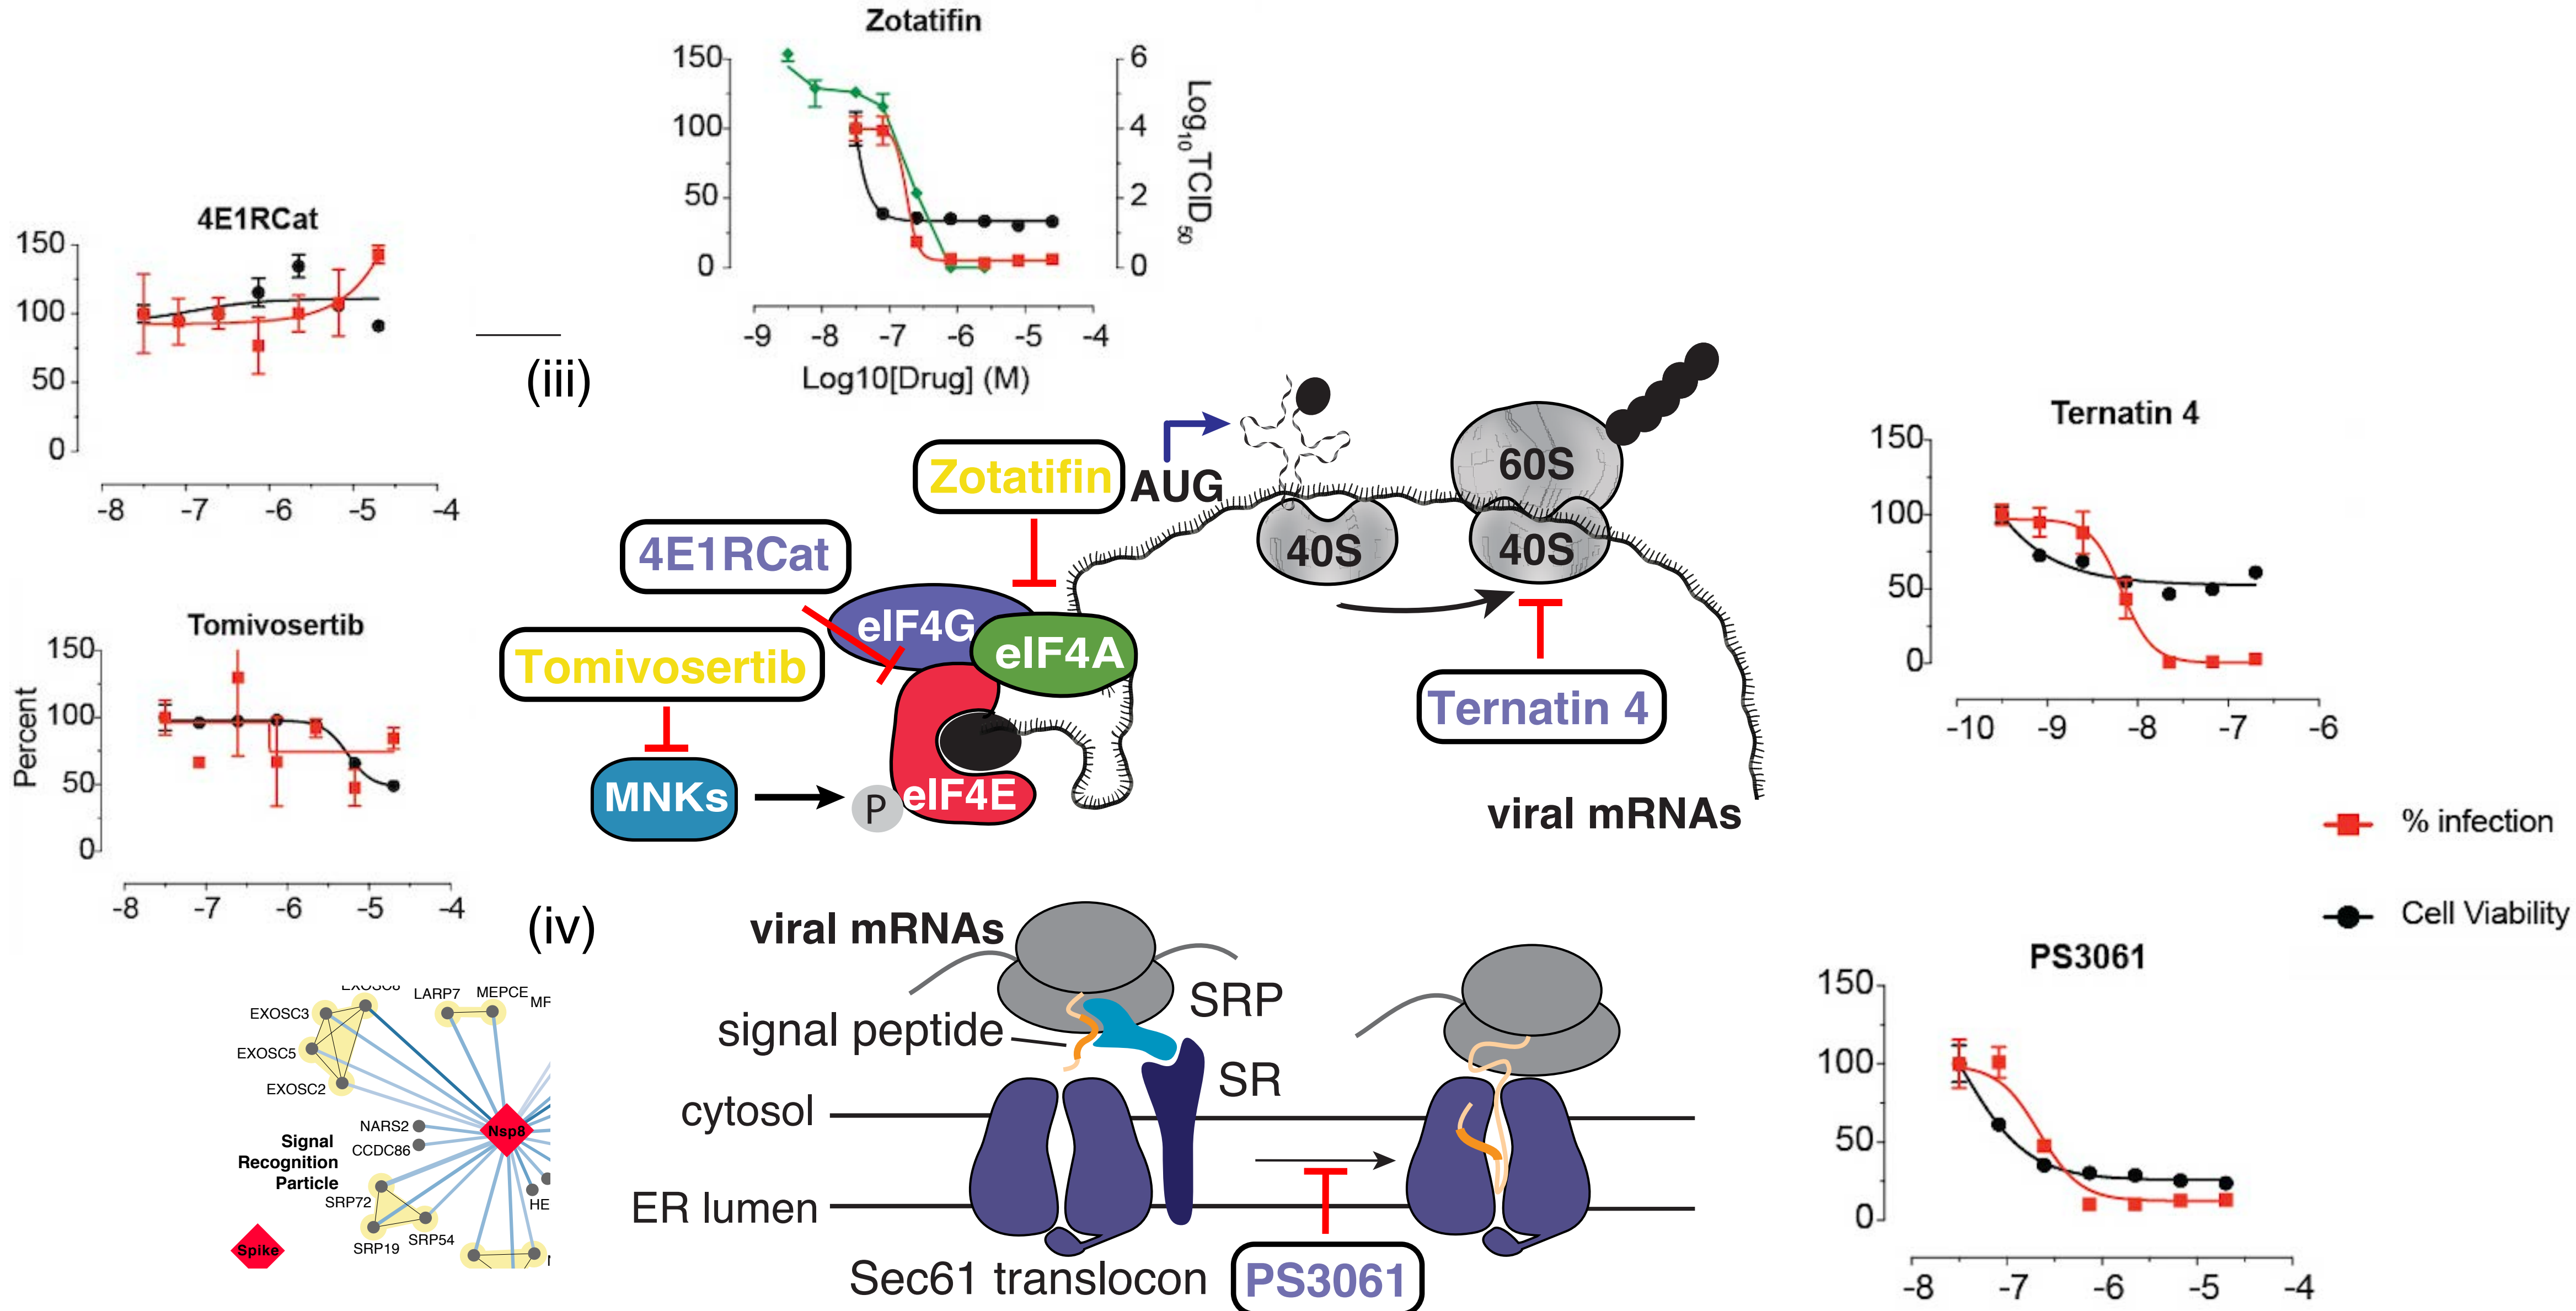 Zotatifin
150
100
50
0
6
4
2
0
Log10TCID50
-9 -8 -7 -6 -5 -4
Log10[Drug] (M)
4E1RCat
150
100
50
0
-8 -7 -6 -5 -4
Tomivosertib
Percent
150
100
50
0
-8 -7 -6 -5 -4
(iii)
Zotatifin
AUG
4E1RCat
Tomivosertib
eIF4G
eIF4A
eIF4E
MNKs
P
40S
60S
40S
Ternatin 4
viral mRNAs
Ternatin 4
150
100
50
0
-10 -9 -8 -7 -6
% infection
Cell Viability
(iv)
viral mRNAs
signal peptide
SRP
SR
cytosol
ER lumen
Sec61 translocon
PS3061
LARP7
MEPCE
EXOSC3
EXOSC5
EXOSC2
NARS2
CCDC86
Nsp8
Signal
Recognition
Particle
SRP72
SRP19
SRP54
HE
Spike
PS3061
150
100
50
0
-8 -7 -6 -5 -4